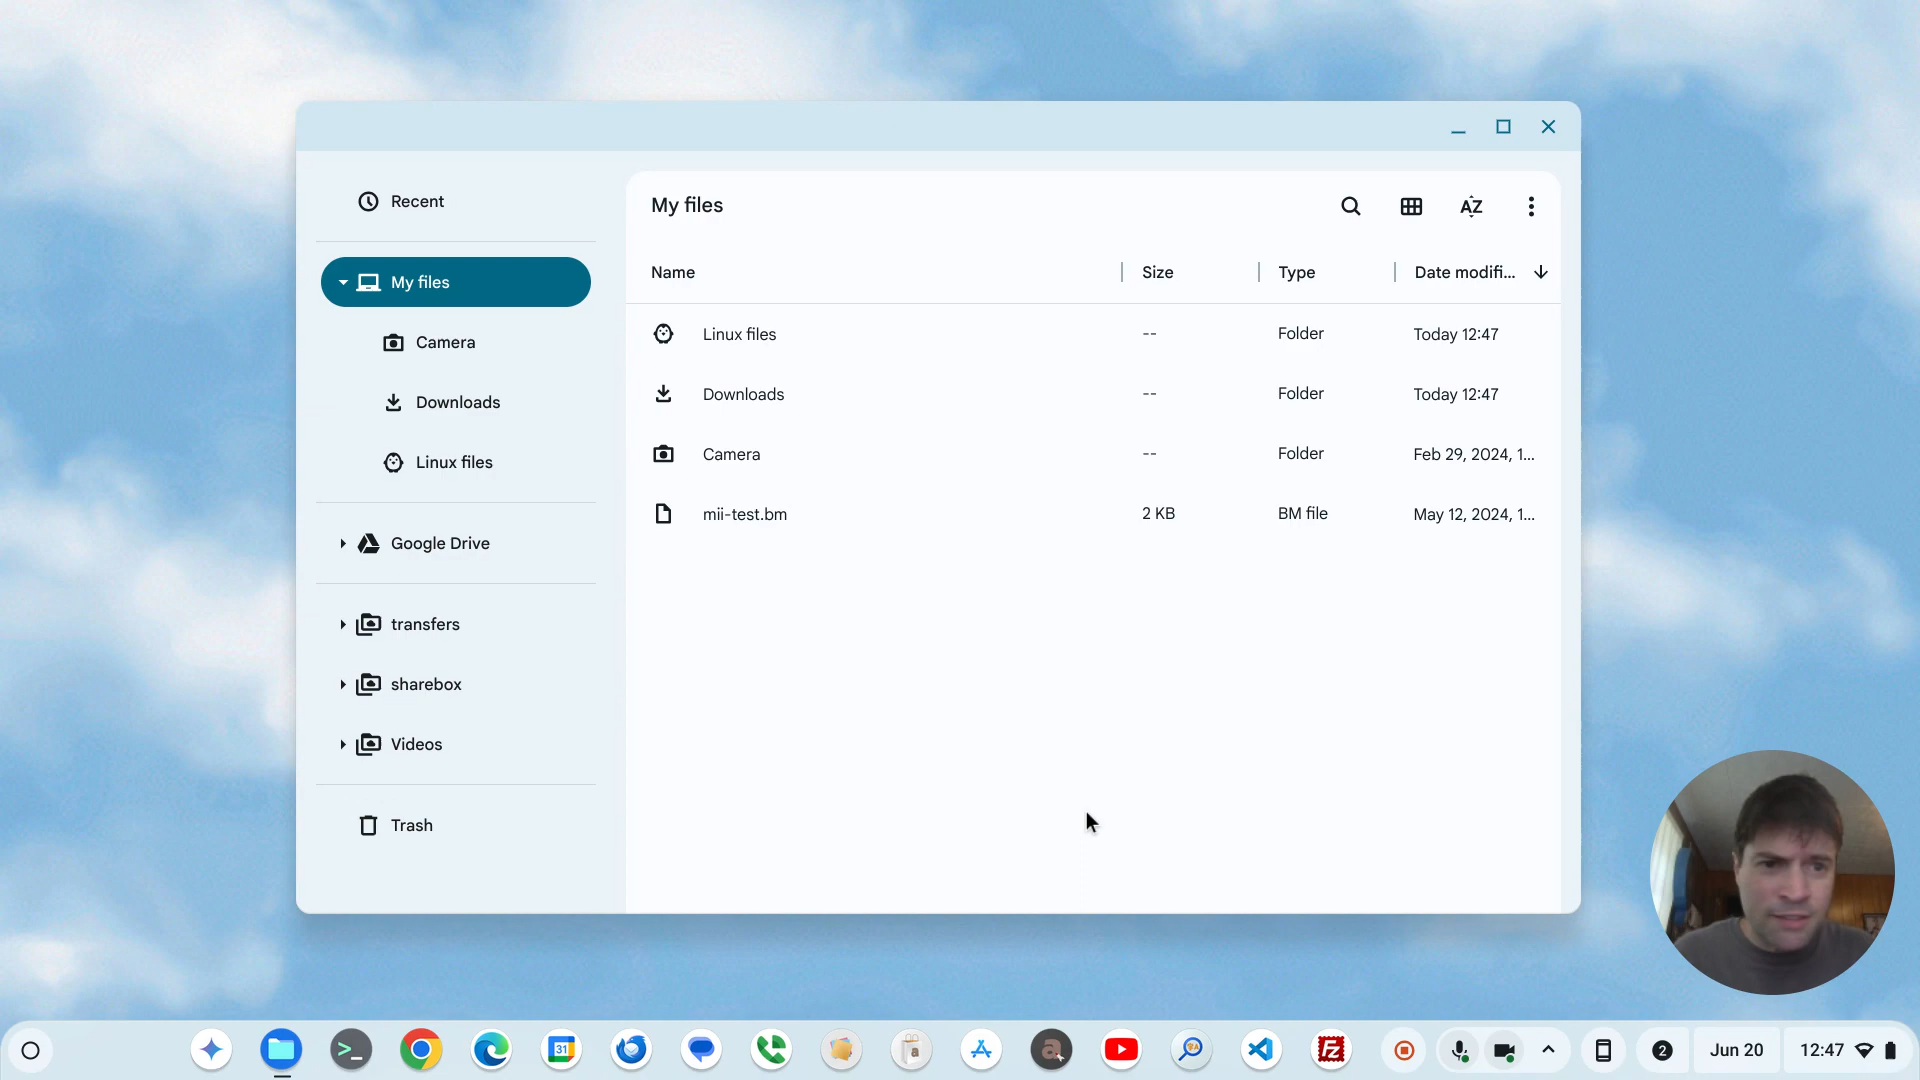 Recent
My files
Camera
Downloads
Linux files
Google Drive
transfers
sharebox
Videos
Trash
My files
AZ
Name Size Type Date modifi...
Linux files -- Folder Today 12:47
Downloads -- Folder Today 12:47
Camera -- Folder Feb 29, 2024, 1...
mii-test.bm 2 KB BM file May 12, 2024, 1...
>_ 31 a a FZ 2 Jun 20 12:47